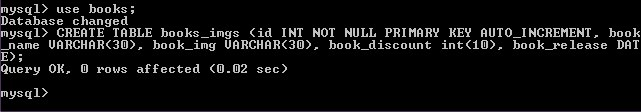 mysql> use books;
Database changed
mysql> CREATE TABLE books_imgs (id INT NOT NULL PRIMARY KEY AUTO_INCREMENT, book
_name VARCHAR(30), book_img VARCHAR(30), book_discount int(10), book_release DAT
E);
Query OK, 0 rows affected (0.02 sec)
mysql>